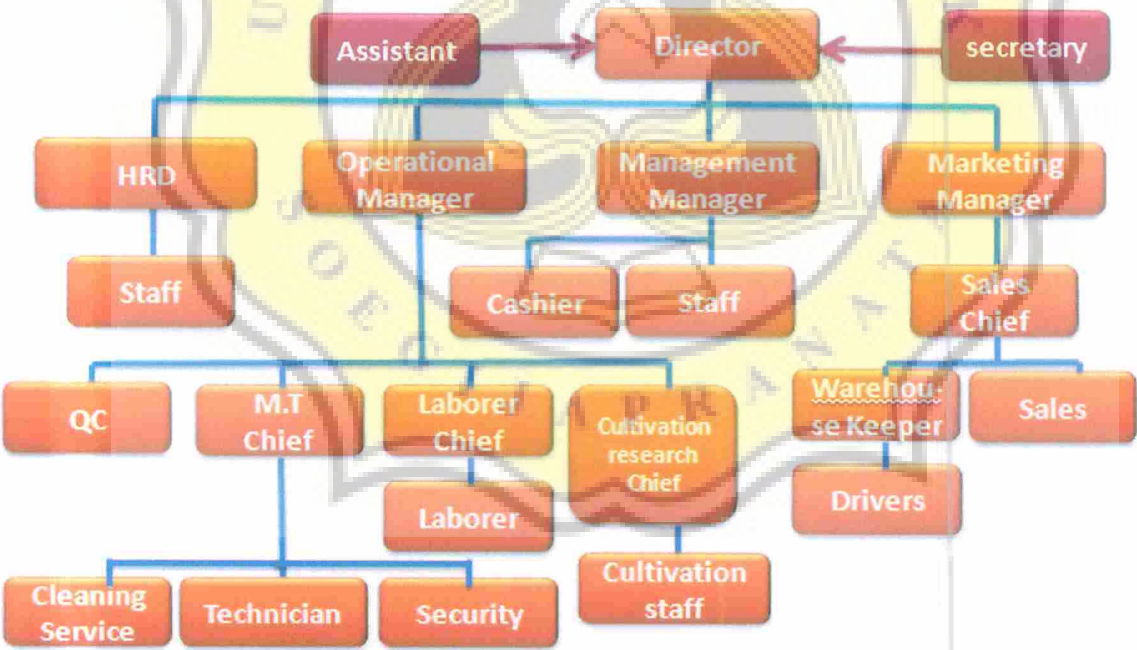 Assistant
Director
secretary
HRD
Operational
Manager
Management
Manager
Marketing
Manager
Staff
Cashier
Staff
Sales
Chief
QC
M.T
Chief
Laborer
Chief
Cultivation
research
Chief
Warehou-
se Keeper
Sales
Laborer
Drivers
Cleaning
Service
Technician
Security
Cultivation
staff